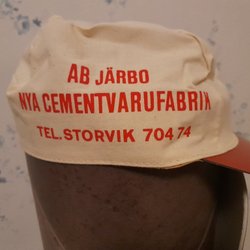 AB JÄRBO
NYA CEMENTVARUFABRIK
TEL. STORVIK 704 74